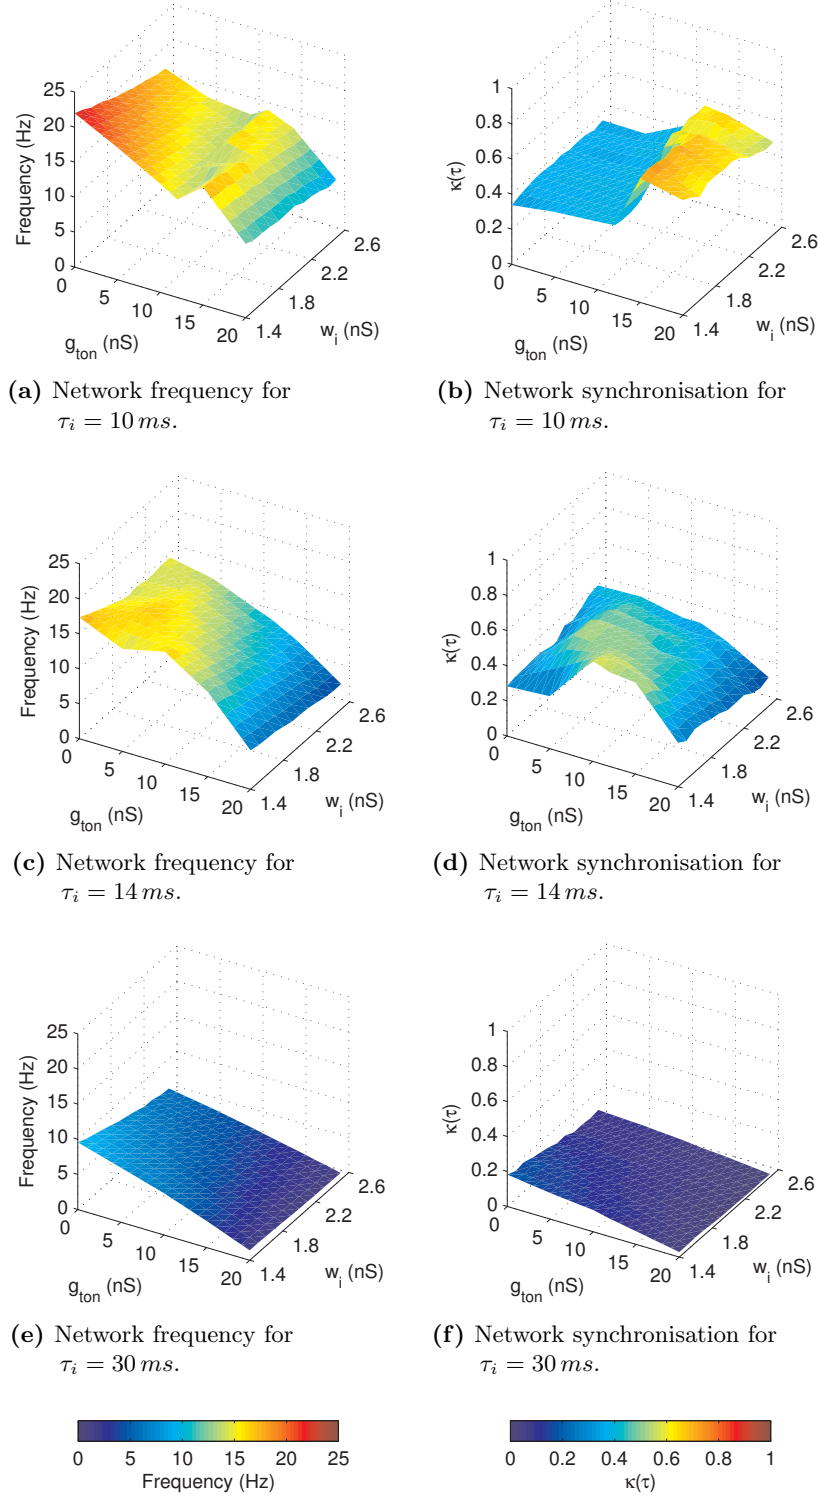 25
20
15
10
5
0
Frequency (Hz)
0
5
10
15
20
g_ton (nS)
1.4
1.8
2.2
2.6
w_i (nS)
1
0.8
0.6
0.4
0.2
0
κ(τ)
0
5
10
15
20
g_ton (nS)
1.4
1.8
2.2
2.6
w_i (nS)
(a) Network frequency for
τ_i = 10 ms.
(b) Network synchronisation for
τ_i = 10 ms.
25
20
15
10
5
0
Frequency (Hz)
0
5
10
15
20
g_ton (nS)
1.4
1.8
2.2
2.6
w_i (nS)
1
0.8
0.6
0.4
0.2
0
κ(τ)
0
5
10
15
20
g_ton (nS)
1.4
1.8
2.2
2.6
w_i (nS)
(c) Network frequency for
τ_i = 14 ms.
(d) Network synchronisation for
τ_i = 14 ms.
25
20
15
10
5
0
Frequency (Hz)
0
5
10
15
20
g_ton (nS)
1.4
1.8
2.2
2.6
w_i (nS)
1
0.8
0.6
0.4
0.2
0
κ(τ)
0
5
10
15
20
g_ton (nS)
1.4
1.8
2.2
2.6
w_i (nS)
(e) Network frequency for
τ_i = 30 ms.
(f) Network synchronisation for
τ_i = 30 ms.
0 5 10 15 20 25
Frequency (Hz)
0 0.2 0.4 0.6 0.8 1
κ(τ)